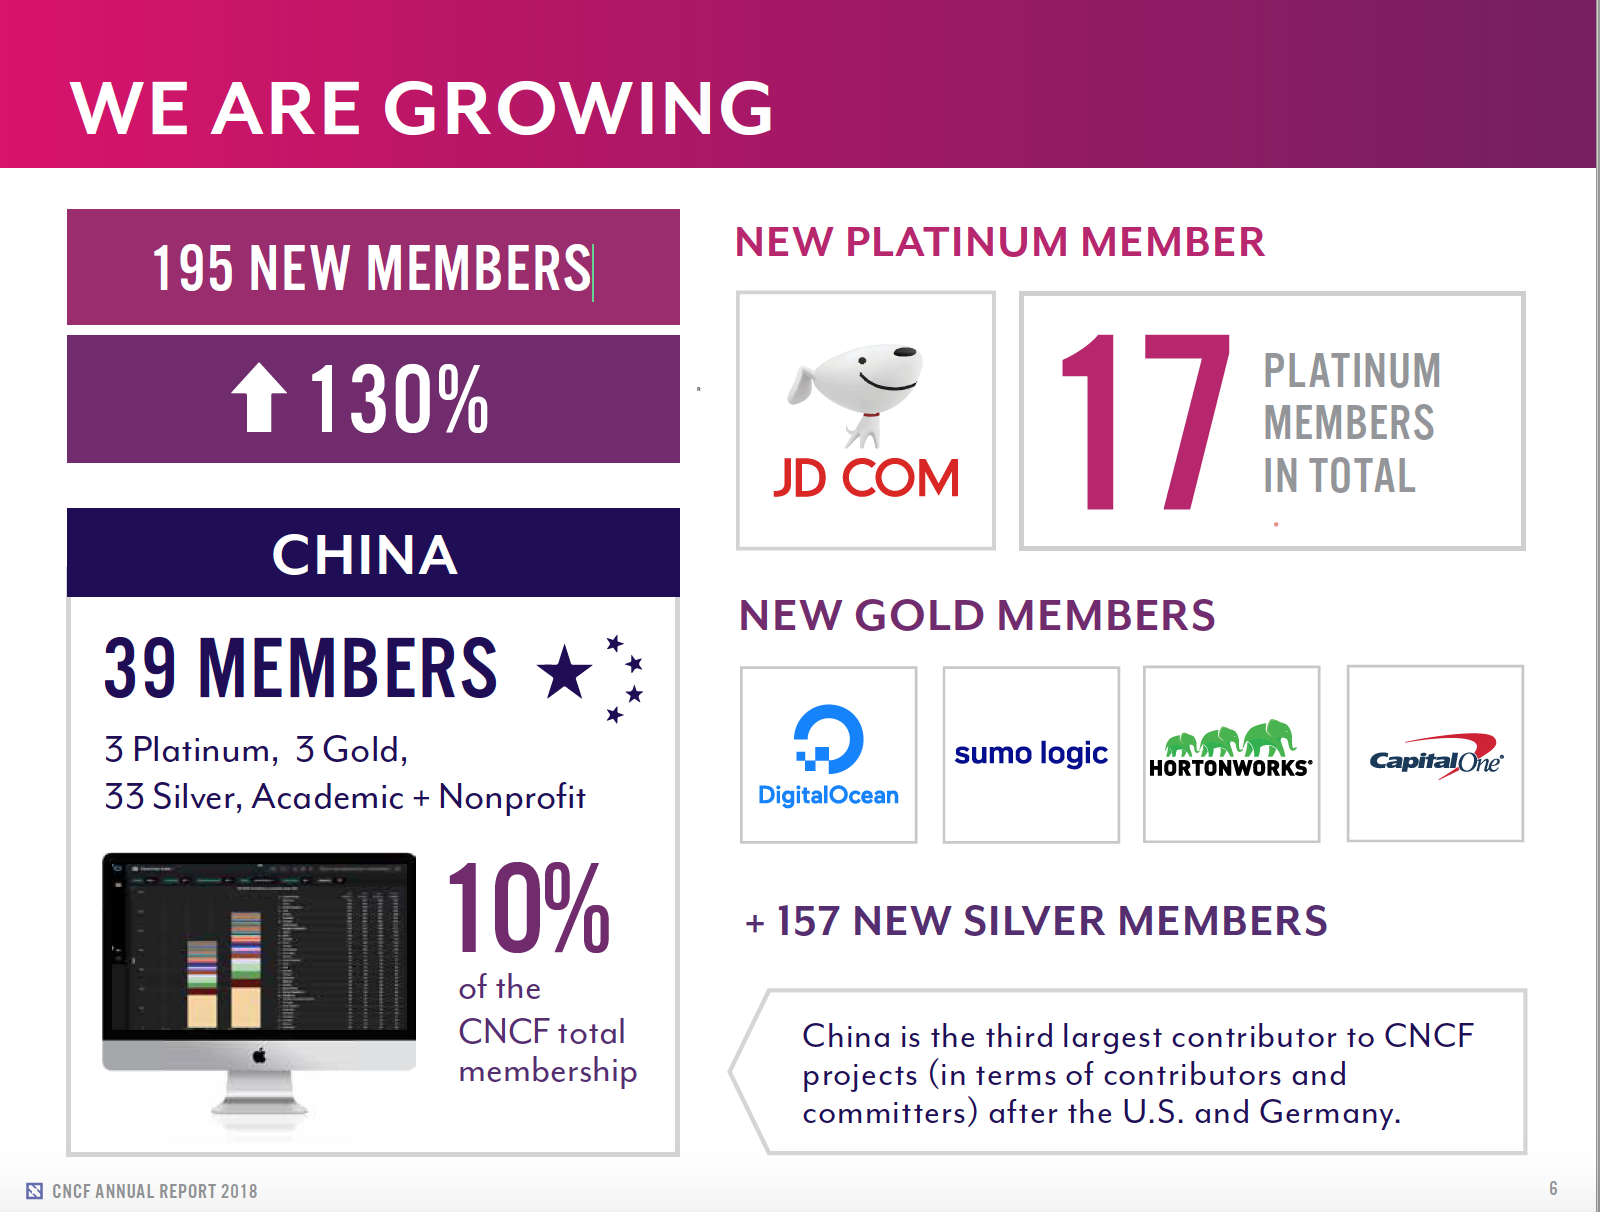 WE ARE GROWING
195 NEW MEMBERS
130%
CHINA
39 MEMBERS
3 Platinum, 3 Gold,
33 Silver, Academic + Nonprofit
10%
of the
CNCF total
membership
NEW PLATINUM MEMBER
JD COM
17
PLATINUM
MEMBERS
IN TOTAL
NEW GOLD MEMBERS
DigitalOcean
sumo logic
HORTONWORKS®
CapitalOne®
+ 157 NEW SILVER MEMBERS
China is the third largest contributor to CNCF
projects (in terms of contributors and
committers) after the U.S. and Germany.
CNCF ANNUAL REPORT 2018
6